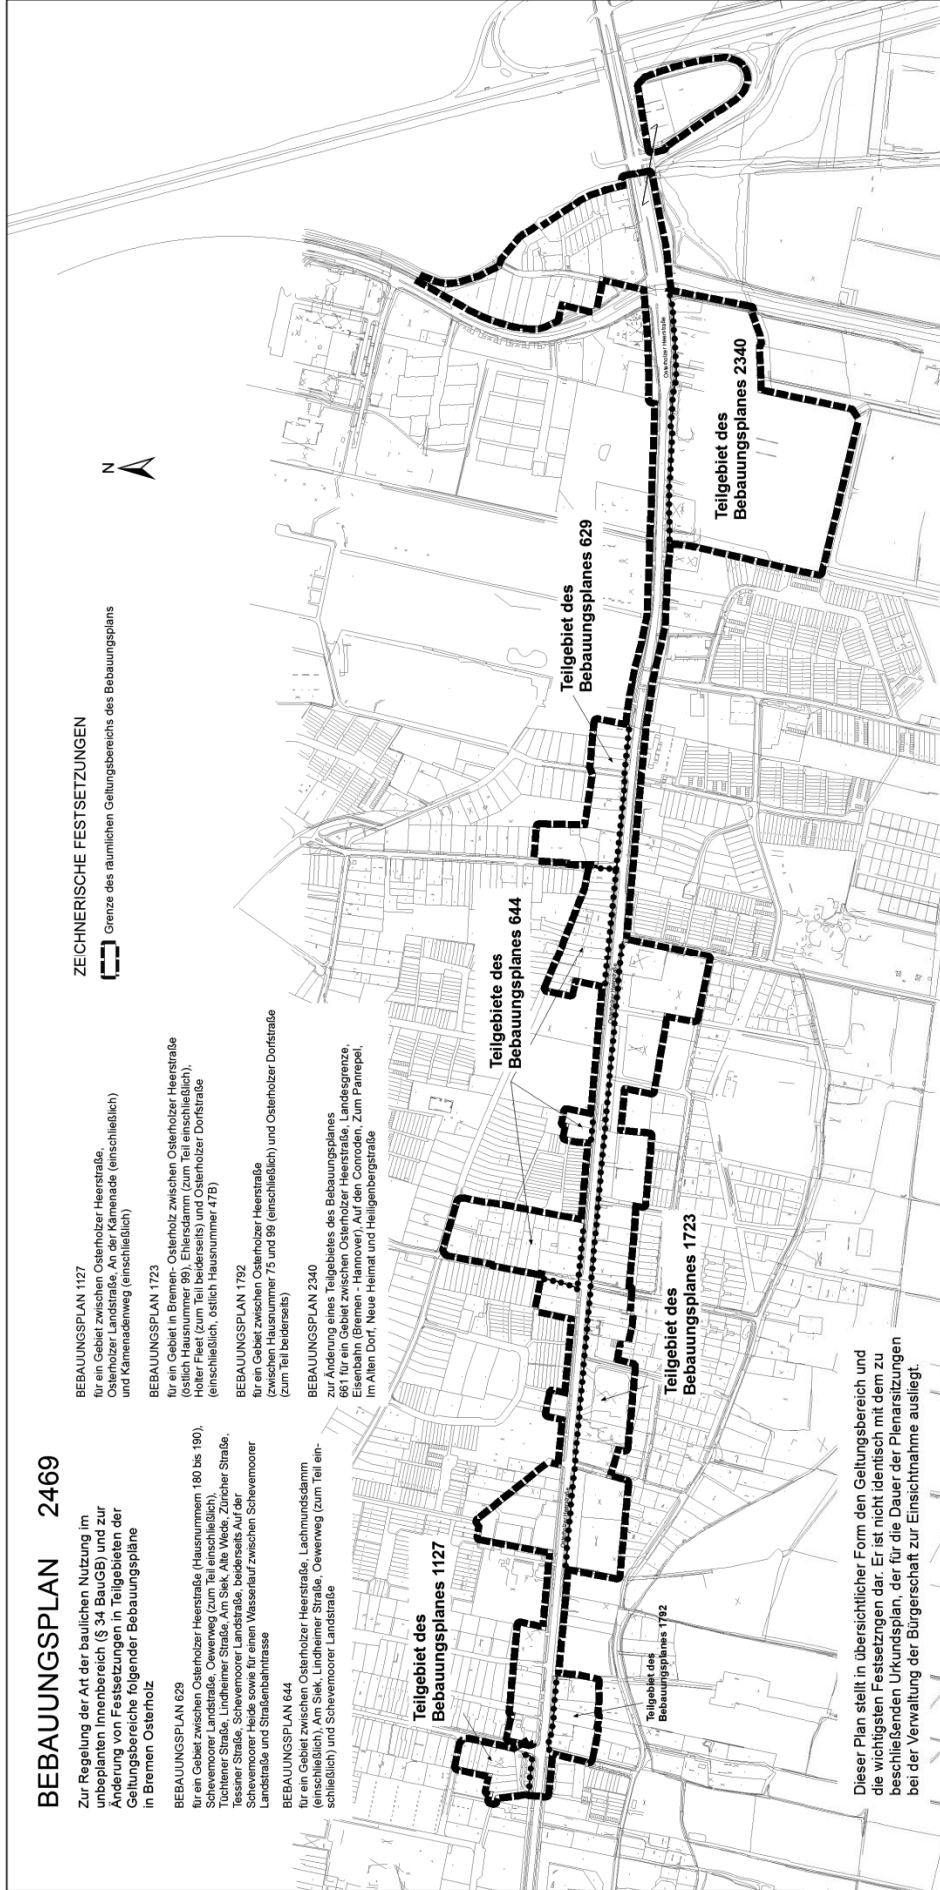 BEBAUUNGSPLAN 2469
Zur Regelung der Art der baulichen Nutzung im
unbeplanten Innenbereich (§ 34 BauGB) und zur
Änderung von Festsetzungen in Teilgebieten der
Geltungsbereiche folgender Bebauungspläne
in Bremen Osterholz
BEBAUUNGSPLAN 629
für ein Gebiet zwischen Osterholzer Heerstraße (Hausnummern 180 bis 190),
Schevemoorer Landstraße, Oewerweg (zum Teil einschließlich),
Tüchtener Straße, Lindheimer Straße, Am Siek, Alte Wede, Züricher Straße,
Tessiner Straße, Schevemoorer Landstraße, beiderseits Auf der
Schevemoorer Heide sowie für einen Wasserlauf zwischen Schevemoorer
Landstraße und Straßenbahntrasse
BEBAUUNGSPLAN 644
für ein Gebiet zwischen Osterholzer Heerstraße, Lachmundsdamm
(einschließlich), Am Siek, Lindheimer Straße, Oewerweg (zum Teil ein-
schließlich) und Schevemoorer Landstraße
BEBAUUNGSPLAN 1127
für ein Gebiet zwischen Osterholzer Heerstraße,
Osterholzer Landstraße, An der Kämenade (einschließlich)
und Kämenadenweg (einschließlich)
BEBAUUNGSPLAN 1723
für ein Gebiet in Bremen- Osterholz zwischen Osterholzer Heerstraße
(östlich Hausnummer 99), Ehlersdamm (zum Teil einschließlich),
Holter Fleet (zum Teil beiderseits) und Osterholzer Dorfstraße
(einschließlich, östlich Hausnummer 47B)
BEBAUUNGSPLAN 1792
für ein Gebiet zwischen Osterholzer Heerstraße
(zwischen Hausnummer 75 und 99 (einschließlich) und Osterholzer Dorfstraße
(zum Teil beiderseits)
BEBAUUNGSPLAN 2340
zur Änderung eines Teilgebietes des Bebauungsplanes
661 für ein Gebiet zwischen Osterholzer Heerstraße, Landesgrenze,
Eisenbahn (Bremen - Hannover), Auf den Conroden, Zum Panrepel,
Im Alten Dorf, Neue Heimat und Heiligenbergstraße
ZEICHNERISCHE FESTSETZUNGEN
Grenze des räumlichen Geltungsbereichs des Bebauungsplans
N
Teilgebiet des
Bebauungsplanes 1127
Teilgebiete des
Bebauungsplanes 644
Teilgebiet des
Bebauungsplanes 629
Teilgebiet des
Bebauungsplanes 2340
Teilgebiet des
Bebauungsplanes 1723
Teilgebiet des
Bebauungsplanes 1792
Osterholzer Heerstraße
Dieser Plan stellt in übersichtlicher Form den Geltungsbereich und
die wichtigsten Festsetzngen dar. Er ist nicht identisch mit dem zu
beschließenden Urkundsplan, der für die Dauer der Plenarsitzungen
bei der Verwaltung der Bürgerschaft zur Einsichtnahme ausliegt.